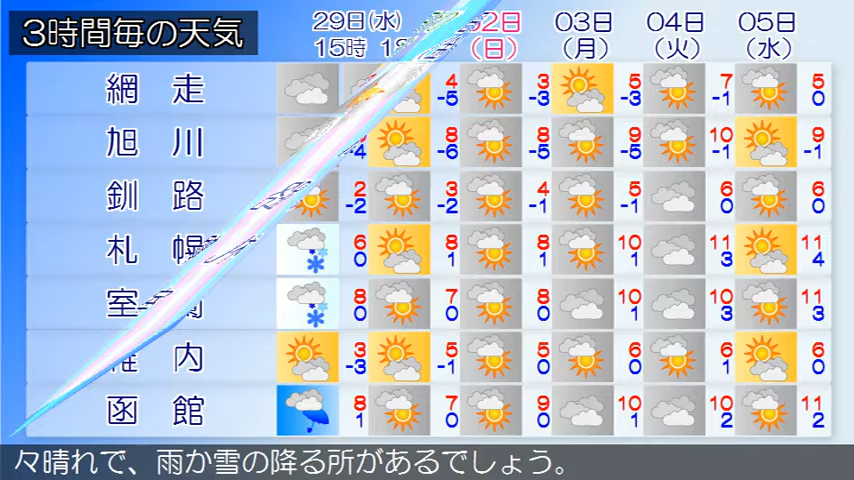 3時間毎の天気
29日(水) 02日 03日 04日 05日
15時 18 (日) (月) (火) (水)
網 走 4 -5 3 -3 5 -3 7 -1 5 0
旭 川 -4 8 -6 8 -5 9 -5 10 -1 9 -1
釧 路 2 -2 3 -2 4 -1 5 -1 6 0 6 0
札 幌 6 0 8 1 8 1 10 1 11 3 11 4
室 蘭 8 0 7 0 8 0 10 1 10 3 11 3
稚 内 3 -3 5 -1 5 0 6 0 6 1 6 0
函 館 8 1 7 0 9 0 10 1 10 2 11 2
々晴れで、雨か雪の降る所があるでしょう。